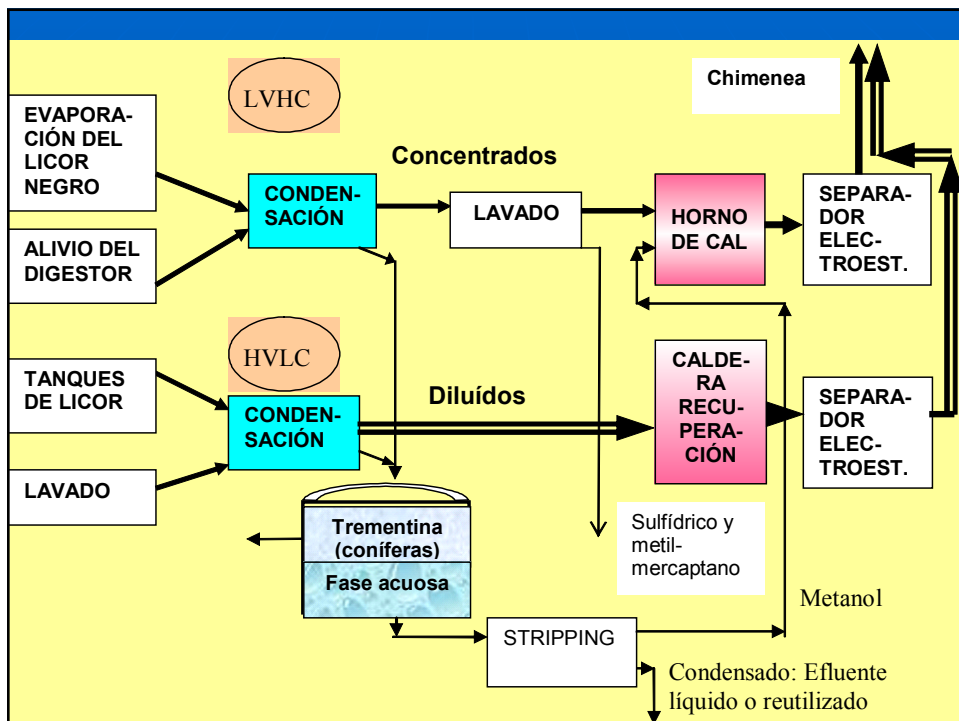 LVHC
Chimenea
EVAPORA-
CIÓN DEL
LICOR
NEGRO
Concentrados
CONDEN-
SACIÓN
LAVADO
HORNO
DE CAL
SEPARA-
DOR
ELEC-
TROEST.
ALIVIO DEL
DIGESTOR
HVLC
TANQUES
DE LICOR
Diluídos
CONDEN-
SACIÓN
CALDE-
RA
RECU-
PERA-
CIÓN
SEPARA-
DOR
ELEC-
TROEST.
LAVADO
Trementina
(coníferas)
Fase acuosa
Sulfídrico y
metil-
mercaptano
Metanol
STRIPPING
Condensado: Efluente
líquido o reutilizado